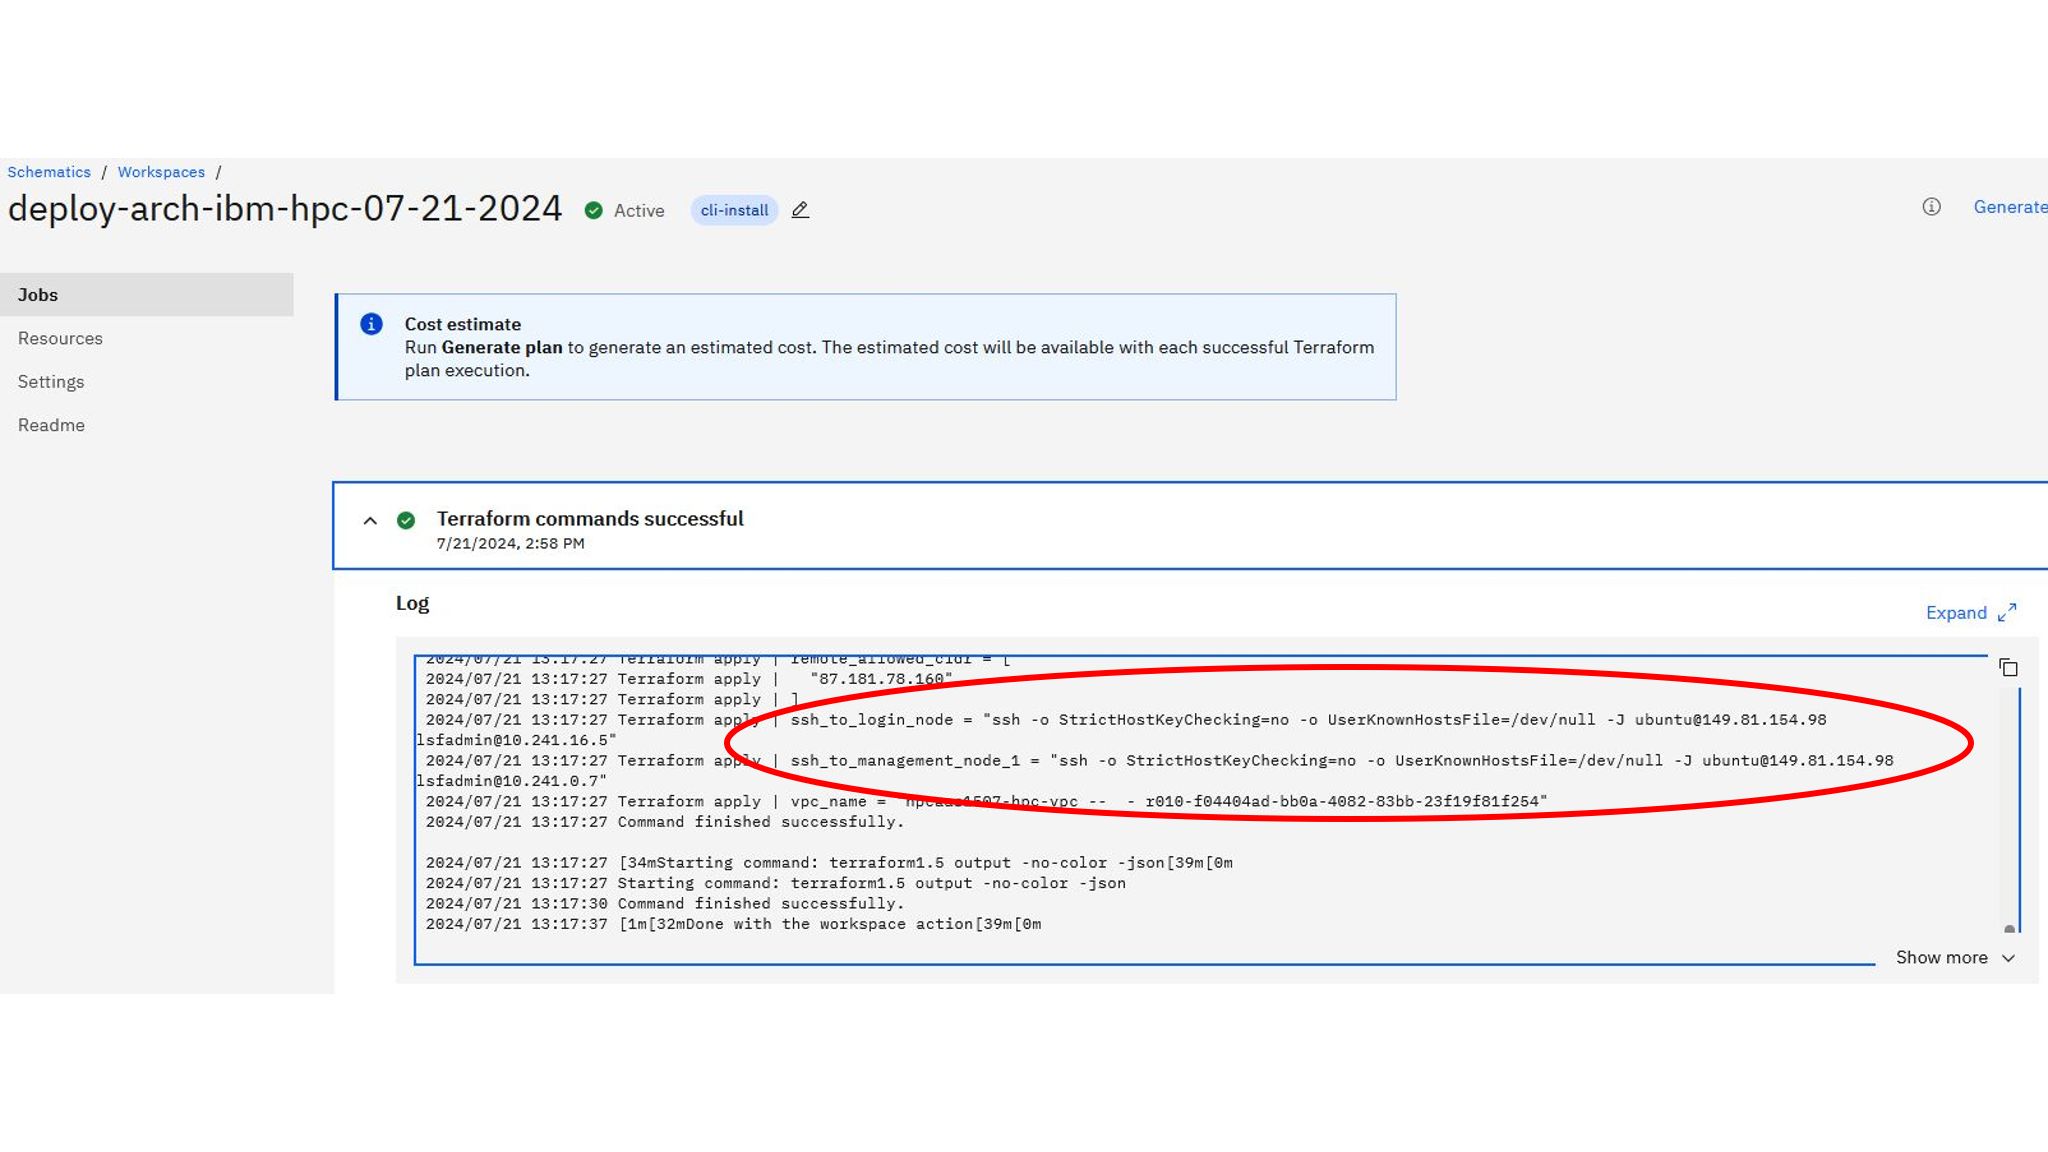 Schematics / Workspaces /
deploy-arch-ibm-hpc-07-21-2024 Active cli-install Generate
Jobs
Resources
Settings
Readme
Cost estimate
Run Generate plan to generate an estimated cost. The estimated cost will be available with each successful Terraform
plan execution.
Terraform commands successful
7/21/2024, 2:58 PM
Log
Expand
2024/07/21 13:17:27 Terraform apply | remote_allowed_cidr = [
2024/07/21 13:17:27 Terraform apply |   "87.181.78.160"
2024/07/21 13:17:27 Terraform apply | ]
2024/07/21 13:17:27 Terraform apply | ssh_to_login_node = "ssh -o StrictHostKeyChecking=no -o UserKnownHostsFile=/dev/null -J ubuntu@149.81.154.98
lsfadmin@10.241.16.5"
2024/07/21 13:17:27 Terraform apply | ssh_to_management_node_1 = "ssh -o StrictHostKeyChecking=no -o UserKnownHostsFile=/dev/null -J ubuntu@149.81.154.98
lsfadmin@10.241.0.7"
2024/07/21 13:17:27 Terraform apply | vpc_name = -- - r010-f04404ad-bb0a-4082-83bb-23f19f81f254"
2024/07/21 13:17:27 Command finished successfully.
2024/07/21 13:17:27 [34mStarting command: terraform1.5 output -no-color -json[39m[0m
2024/07/21 13:17:27 Starting command: terraform1.5 output -no-color -json
2024/07/21 13:17:30 Command finished successfully.
2024/07/21 13:17:37 [1m[32mDone with the workspace action[39m[0m
Show more